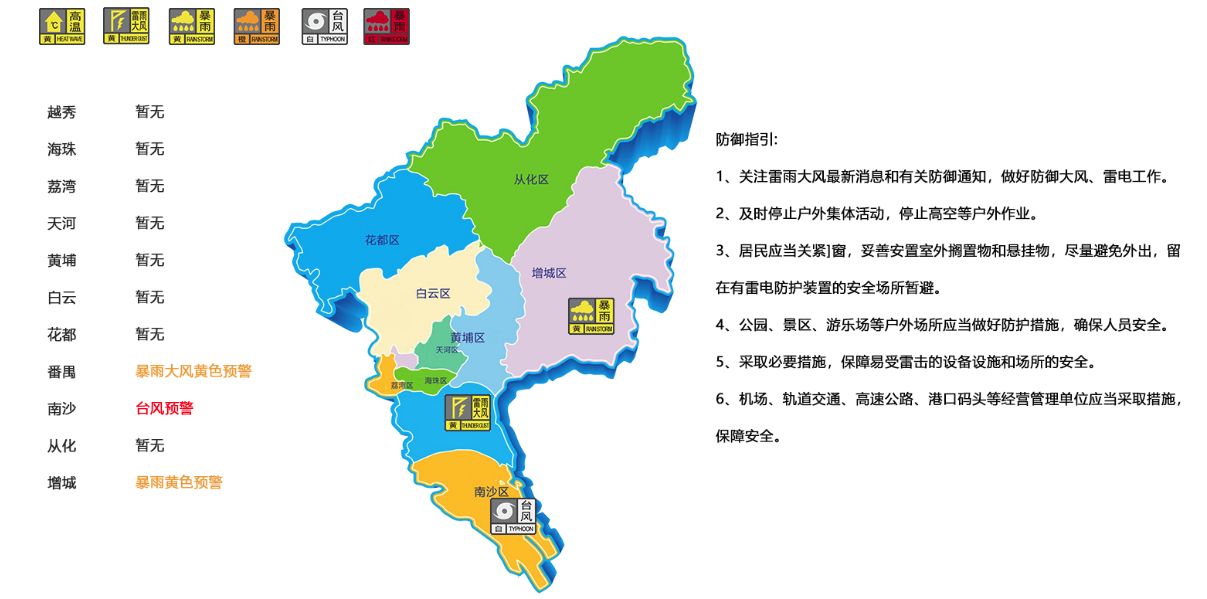 高温
℃
黄 HEAT WAVE
雷雨大风
黄 THUNDER GUST
暴雨
黄 RAIN STORM
暴雨
橙 RAIN STORM
台风
白 TYPHOON
暴雨
红 RAIN STORM
越秀 暂无
海珠 暂无
荔湾 暂无
天河 暂无
黄埔 暂无
白云 暂无
花都 暂无
番禺 暴雨大风黄色预警
南沙 台风预警
从化 暂无
增城 暴雨黄色预警
从化区
花都区
增城区
白云区
暴雨
黄 RAIN STORM
黄埔区
天河区
海珠区
荔湾区
雷雨大风
黄 THUNDER GUST
南沙区
台风
白 TYPHOON
防御指引:
1、关注雷雨大风最新消息和有关防御通知，做好防御大风、雷电工作。
2、及时停止户外集体活动，停止高空等户外作业。
3、居民应当关紧]窗，妥善安置室外搁置物和悬挂物，尽量避免外出，留
在有雷电防护装置的安全场所暂避。
4、公园、景区、游乐场等户外场所应当做好防护措施，确保人员安全。
5、采取必要措施，保障易受雷击的设备设施和场所的安全。
6、机场、轨道交通、高速公路、港口码头等经营管理单位应当采取措施，
保障安全。